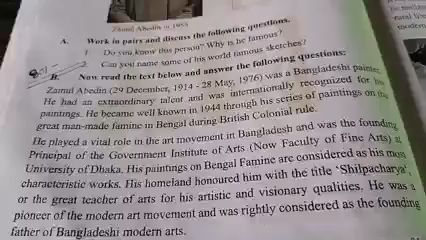 Zainul Abedin in 1955
A. Work in pairs and discuss the following questions.
1. Do you know this person? Why is he famous?
2. Can you name some of his world famous sketches?
B. Now read the text below and answer the following questions:
Zainul Abedin (29 December, 1914 - 28 May, 1976) was a Bangladeshi painter.
He had an extraordinary talent and was internationally recognized for his
paintings. He became well known in 1944 through his series of paintings on the
great man-made famine in Bengal during British Colonial rule.
He played a vital role in the art movement in Bangladesh and was the founding
Principal of the Government Institute of Arts (Now Faculty of Fine Arts) at
University of Dhaka. His paintings on Bengal Famine are considered as his most
characteristic works. His homeland honoured him with the title ‘Shilpacharya’,
or the great teacher of arts for his artistic and visionary qualities. He was a
pioneer of the modern art movement and was rightly considered as the founding
father of Bangladeshi modern arts.
rural
modern